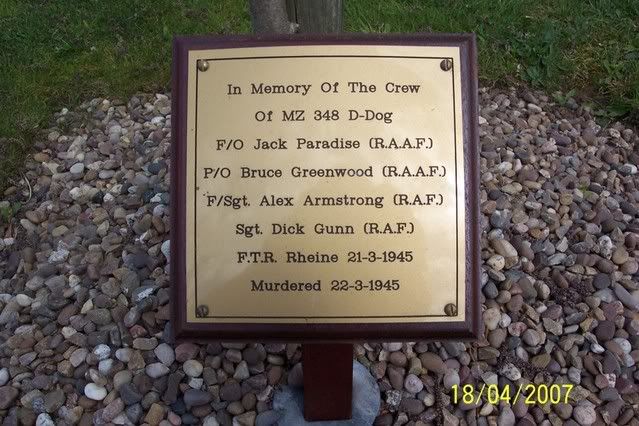 In Memory Of The Crew
Of MZ 348 D-Dog
F/O Jack Paradise (R.A.A.F.)
P/O Bruce Greenwood (R.A.A.F.)
F/Sgt. Alex Armstrong (R.A.F.)
Sgt. Dick Gunn (R.A.F.)
F.T.R. Rheine 21-3-1945
Murdered 22-3-1945
18/04/2007